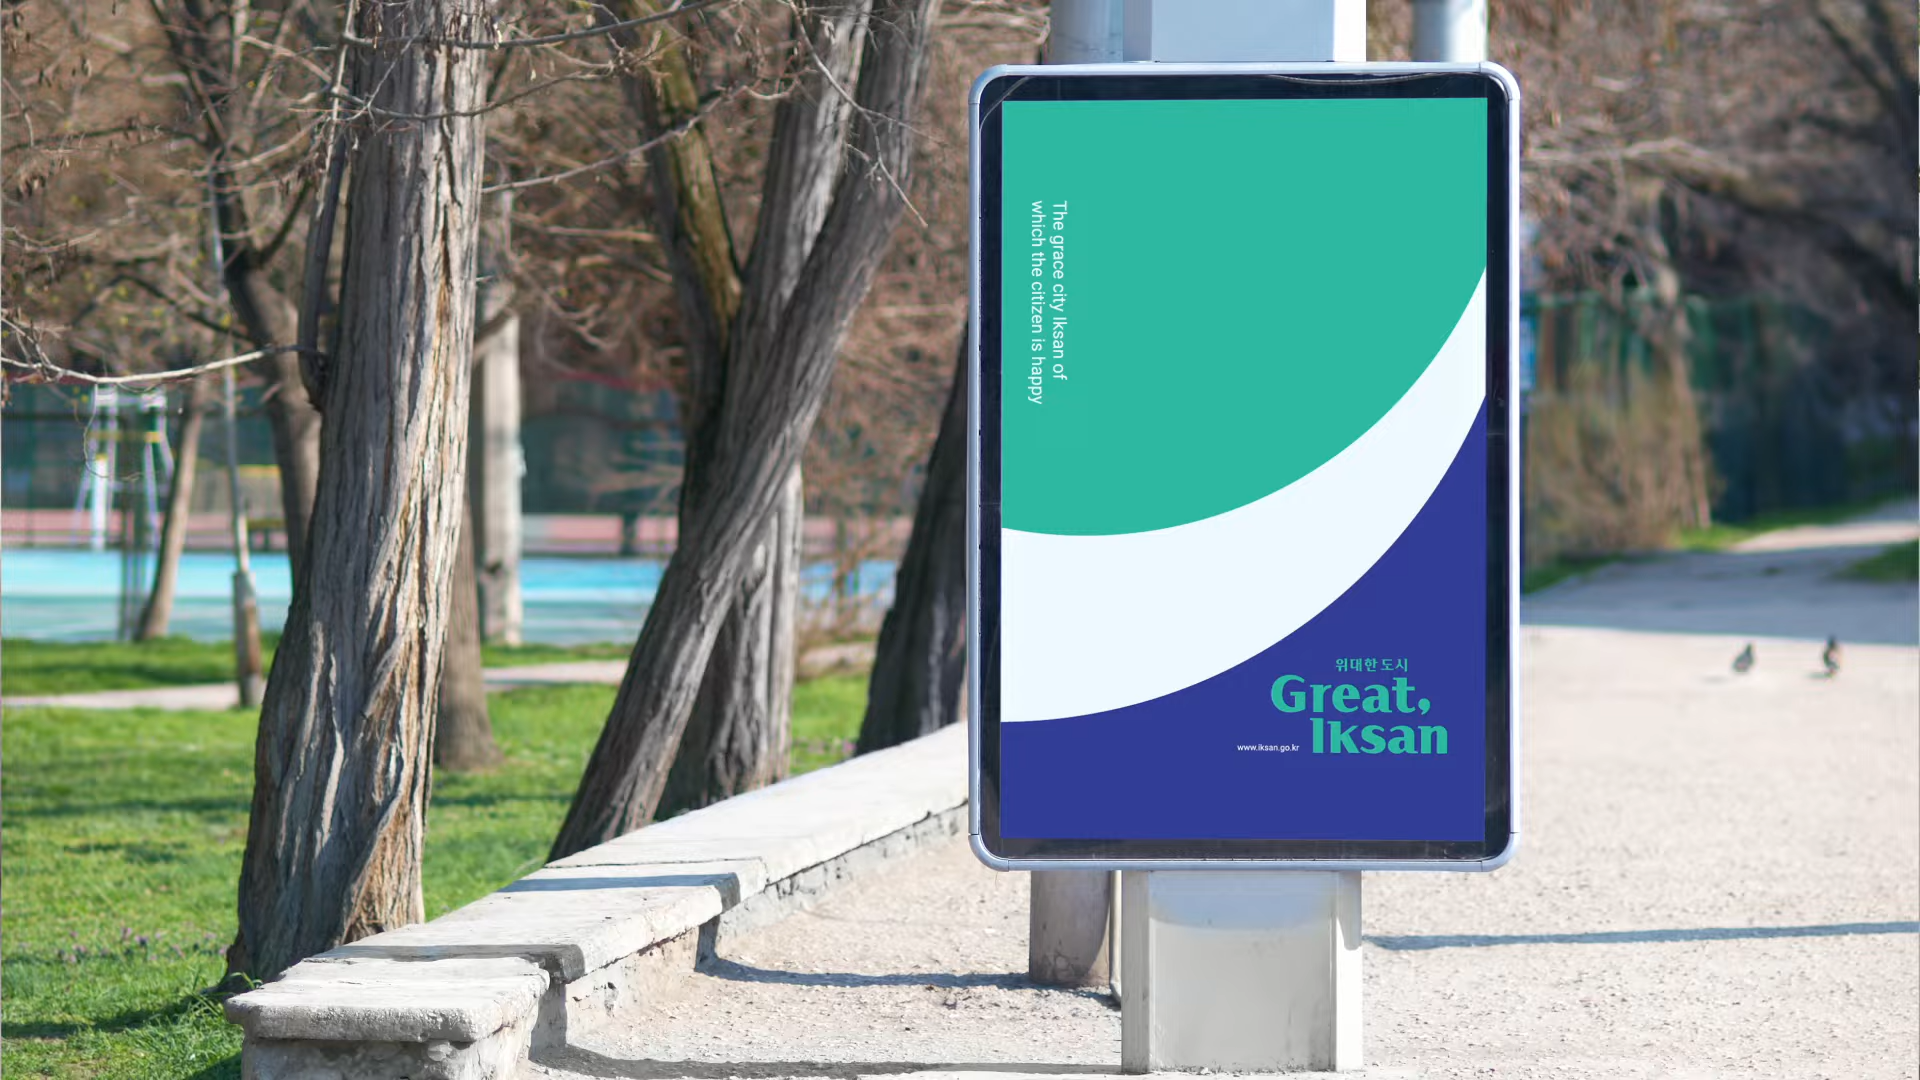 The grace city Iksan of
which the citizen is happy
위대한 도시
Great,
Iksan
www.iksan.go.kr